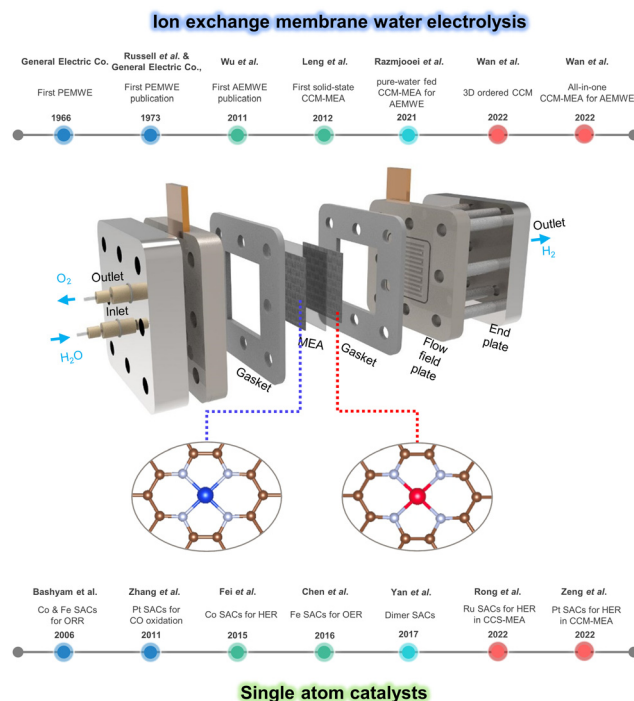 Ion exchange membrane water electrolysis
General Electric Co.
First PEMWE
1966
Russell et al. &
General Electric Co.,
First PEMWE
publication
1973
Wu et al.
First AEMWE
publication
2011
Leng et al.
First solid-state
CCM-MEA
2012
Razmjooei et al.
pure-water fed
CCM-MEA for
AEMWE
2021
Wan et al.
3D ordered CCM
2022
Wan et al.
All-in-one
CCM-MEA for AEMWE
2022
O2
Outlet
Inlet
H2O
Gasket
MEA
Gasket
Flow
field
plate
End
plate
Outlet
H2
Bashyam et al.
Co & Fe SACs
for ORR
2006
Zhang et al.
Pt SACs for
CO oxidation
2011
Fei et al.
Co SACs for HER
2015
Chen et al.
Fe SACs for OER
2016
Yan et al.
Dimer SACs
2017
Rong et al.
Ru SACs for HER
in CCS-MEA
2022
Zeng et al.
Pt SACs for HER
in CCM-MEA
2022
Single atom catalysts